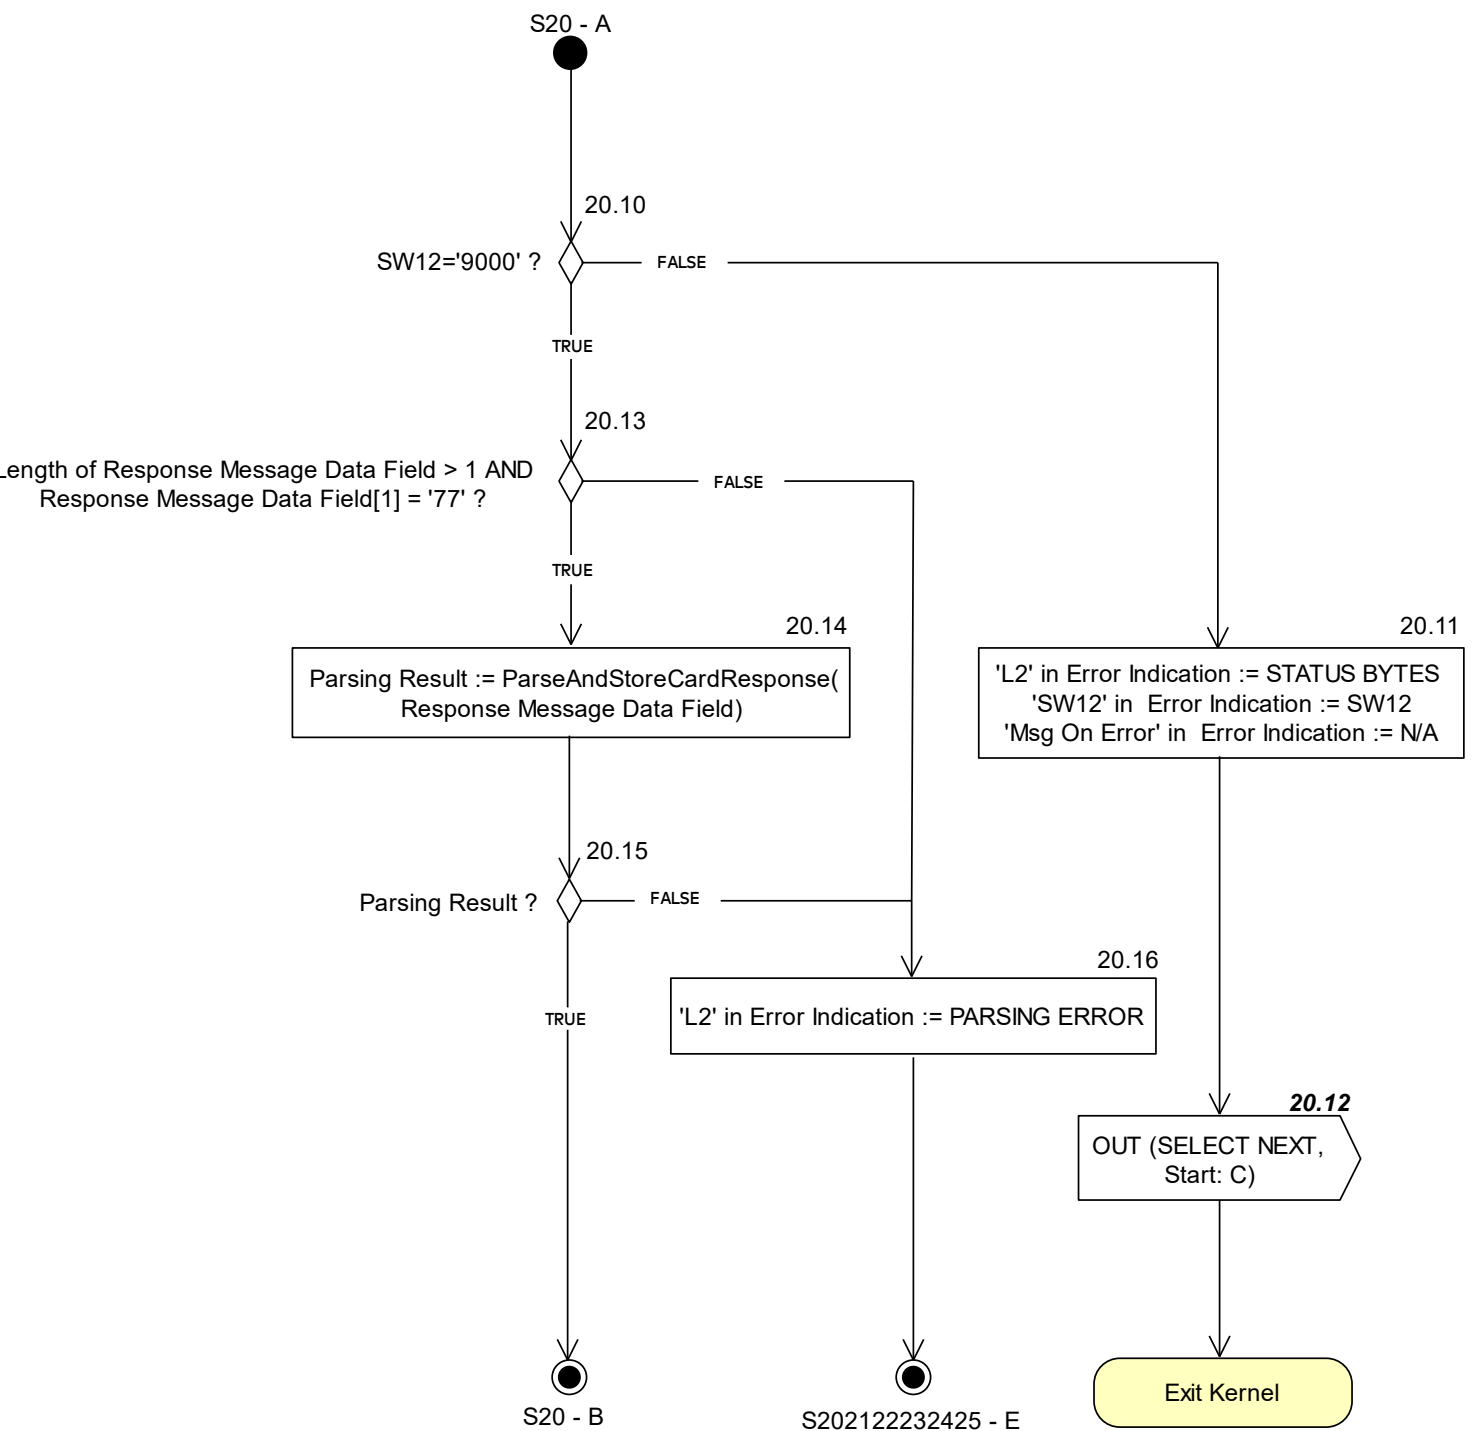 S20 - A
20.10
SW12='9000' ?
FALSE
TRUE
20.13
Length of Response Message Data Field > 1 AND
Response Message Data Field[1] = '77' ?
FALSE
TRUE
20.14
Parsing Result := ParseAndStoreCardResponse(
Response Message Data Field)
20.11
'L2' in Error Indication := STATUS BYTES
'SW12' in  Error Indication := SW12
'Msg On Error' in  Error Indication := N/A
20.15
Parsing Result ?
FALSE
TRUE
20.16
'L2' in Error Indication := PARSING ERROR
20.12
OUT (SELECT NEXT,
Start: C)
Exit Kernel
S20 - B
S202122232425 - E